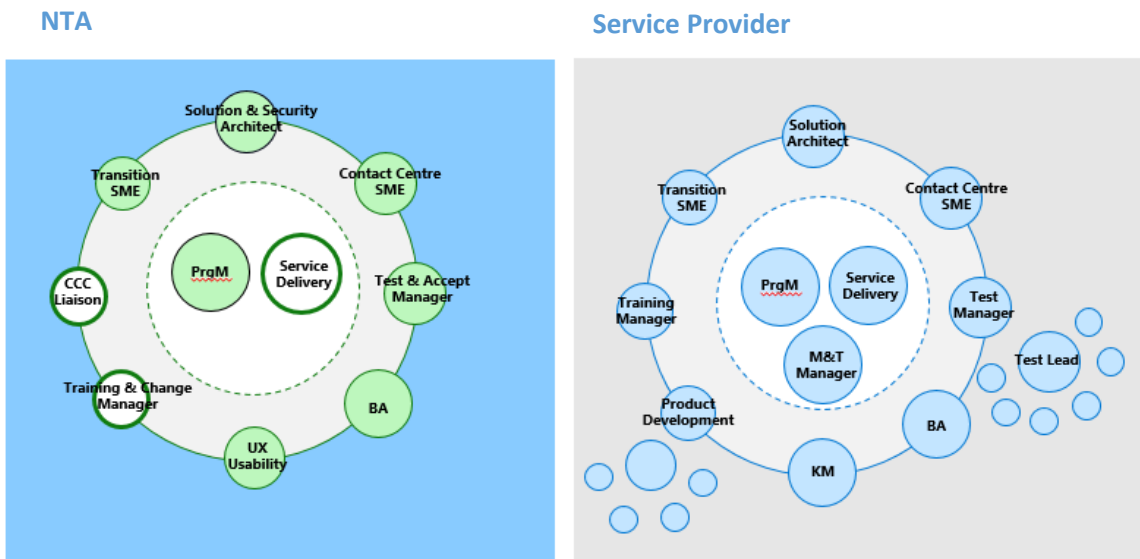 NTA
Solution & Security
Architect
Transition
SME
Contact Centre
SME
PrgM
Service
Delivery
CCC
Liaison
Test & Accept
Manager
Training & Change
Manager
BA
UX
Usability
Service Provider
Solution
Architect
Transition
SME
Contact Centre
SME
PrgM
Service
Delivery
Training
Manager
Test
Manager
M&T
Manager
Test Lead
Product
Development
BA
KM